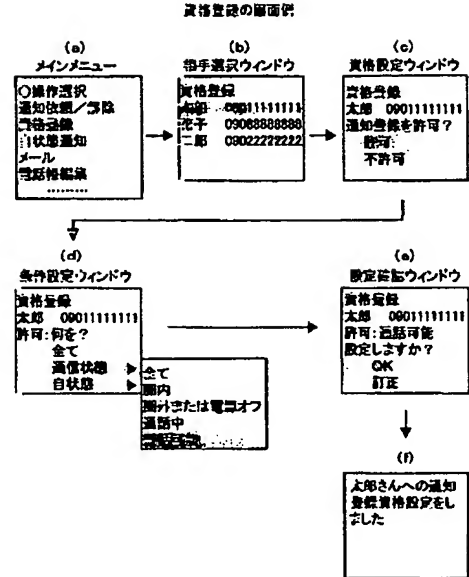 資格登録の画面例
(a)
メインメニュー
〇操作選択
通知依頼/解除
資格登録
自状態通知
メール
電話帳編集
………
(b)
相手選択ウィンドウ
資格登録
太郎 09011111111
花子 09088888888
二郎 09022222222
(c)
資格設定ウィンドウ
資格登録
太郎 09011111111
通知登録を許可?
許可
不許可
(d)
条件設定・ウィンドウ
資格登録
太郎 09011111111
許可:何を?
全て
通信状態 ▶
自状態 ▶
全て
圏内
圏外または電源オフ
通話中
(e)
設定確認ウィンドウ
資格登録
太郎 09011111111
許可:通話可能
設定しますか?
OK
訂正
(f)
太郎さんへの通知
登録資格設定をし
ました